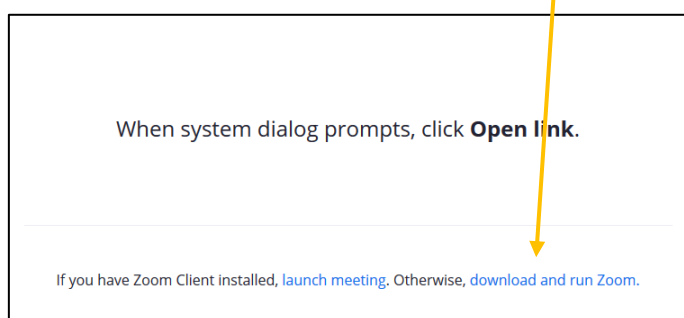 When system dialog prompts, click Open link.
If you have Zoom Client installed, launch meeting. Otherwise, download and run Zoom.